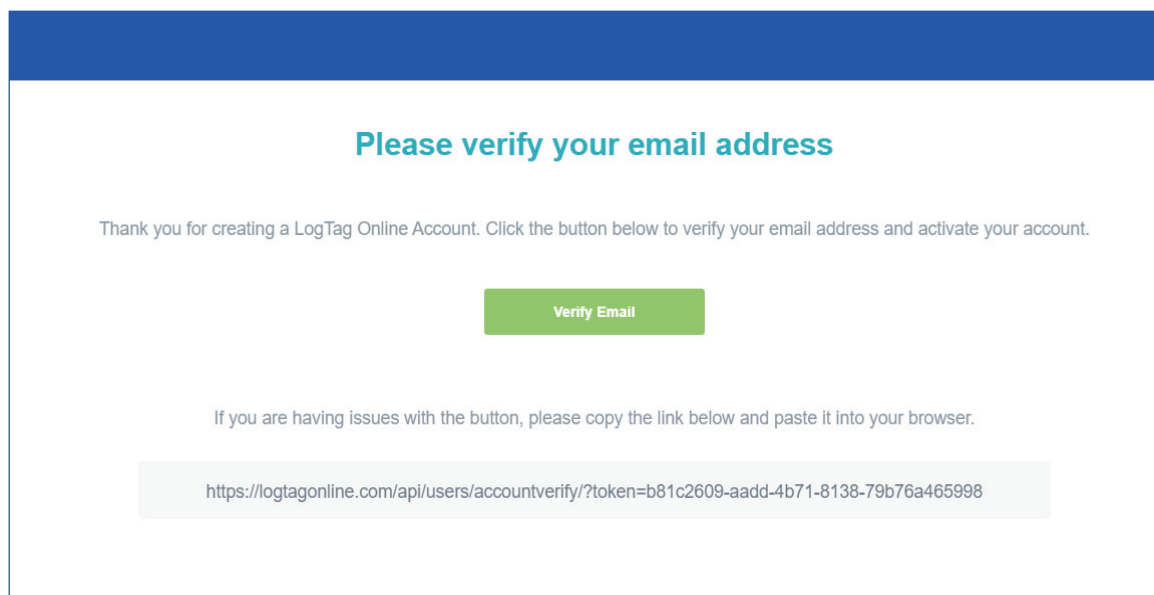 Please verify your email address
Thank you for creating a LogTag Online Account. Click the button below to verify your email address and activate your account.
Verify Email
If you are having issues with the button, please copy the link below and paste it into your browser.
https://logtagonline.com/api/users/accountverify/?token=b81c2609-aadd-4b71-8138-79b76a465998